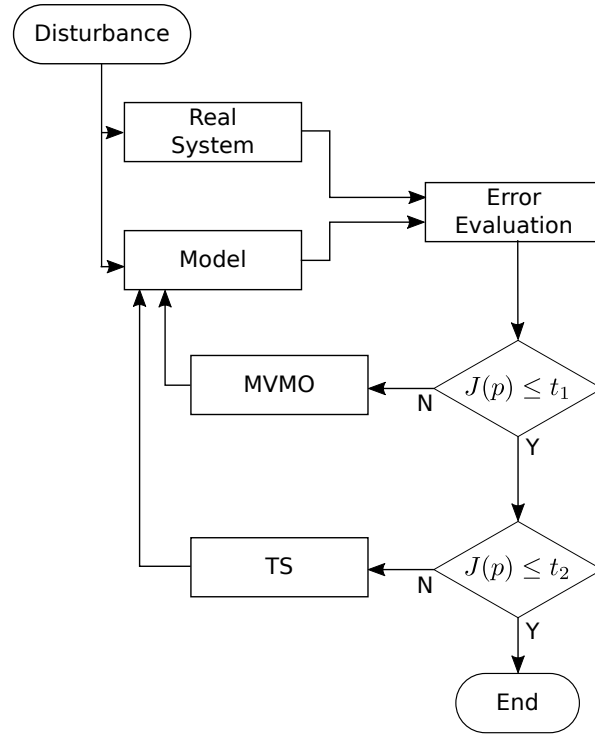 Disturbance
Real
System
Error
Evaluation
Model
MVMO
J(p) ≤ t₁
N
Y
TS
J(p) ≤ t₂
N
Y
End